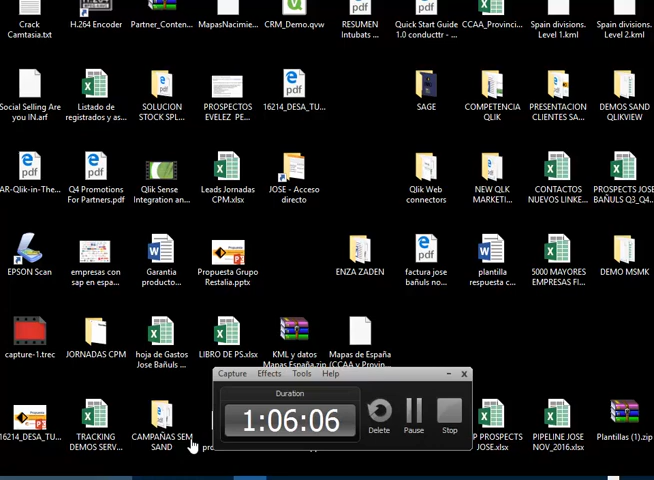 Crack
Camtasia.txt
H.264 Encoder
Partner_Conten...
MapasNacimie...
CRM_Demo.qvw
RESUMEN
Intubats ...
Quick Start Guide
1.0 conducttr - ...
CCAA_Provinci...
Spain divisions.
Level 1.kml
Spain divisions.
Level 2.kml
Social Selling Are
you IN.arf
Listado de
registrados y as...
SOLUCION
STOCK SPL...
PROSPECTOS
EVELEZ PE...
16214_DESA_TU...
SAGE
COMPETENCIA
QLIK
PRESENTACION
CLIENTES SA...
DEMOS SAND
QLIKVIEW
AR-Qlik-in-The...
Q4 Promotions
For Partners.pdf
Qlik Sense
Integration an...
Leads Jornadas
CPM.xlsx
JOSE - Acceso
directo
Qlik Web
connectors
NEW QLK
MARKETI...
CONTACTOS
NUEVOS LINKE...
PROSPECTS JOSE
BAÑULS Q3_Q4...
EPSON Scan
empresas con
sap en espa...
Garantia
producto...
Propuesta Grupo
Restalia.pptx
ENZA ZADEN
factura jose
bañuls no...
plantilla
respuesta c...
5000 MAYORES
EMPRESAS FI...
DEMO MSMK
capture-1.trec
JORNADAS CPM
hoja de Gastos
Jose Bañuls ...
LIBRO DE PS.xlsx
KML y datos
Mapas España.zip
Mapas de España
(CCAA y Provin...
Capture Effects Tools Help
Duration
1:06:06
Delete Pause Stop
16214_DESA_TU...
TRACKING
DEMOS SERV...
CAMPAÑAS SEM
SAND
P PROSPECTS
JOSE.xlsx
PIPELINE JOSE
NOV_2016.xlsx
Plantillas (1).zip